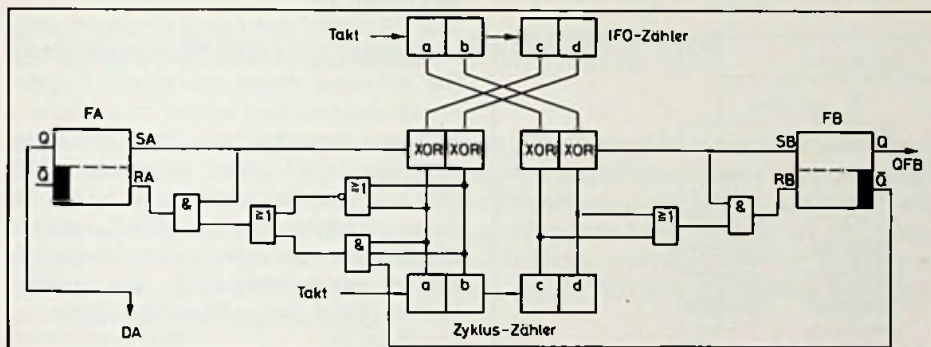 Takt a b c d IFO-Zähler
FA FB
Q SA XOR XOR XOR XOR SB Q
QFB
Q̄ RA & ≧1 ≧1 & RB Q̄
≧1 &
Takt a b c d
DA Zyklus-Zähler